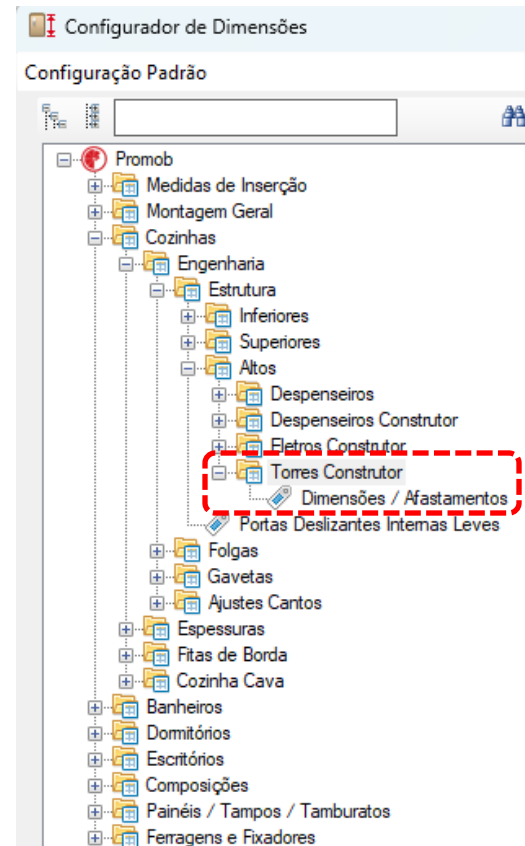 Configurador de Dimensões
Configuração Padrão
Promob
Medidas de Inserção
Montagem Geral
Cozinhas
Engenharia
Estrutura
Inferiores
Superiores
Altos
Despenseiros
Despenseiros Construtor
Eletros Construtor
Torres Construtor
Dimensões / Afastamentos
Portas Deslizantes Internas Leves
Folgas
Gavetas
Ajustes Cantos
Espessuras
Fitas de Borda
Cozinha Cava
Banheiros
Dormitórios
Escritórios
Composições
Painéis / Tampos / Tamburatos
Ferragens e Fixadores